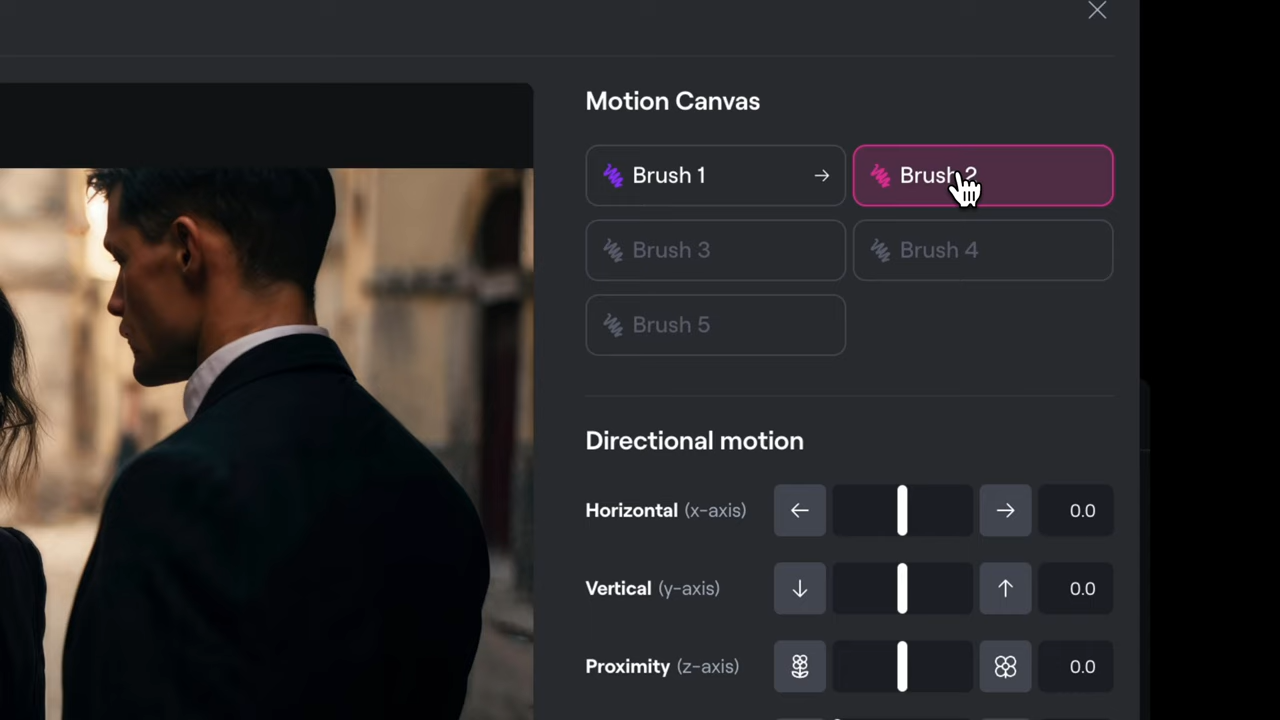 Motion Canvas
Brush 1 → Brush 2
Brush 3 Brush 4
Brush 5
Directional motion
Horizontal (x-axis) ← → 0.0
Vertical (y-axis) ↓ ↑ 0.0
Proximity (z-axis) 0.0